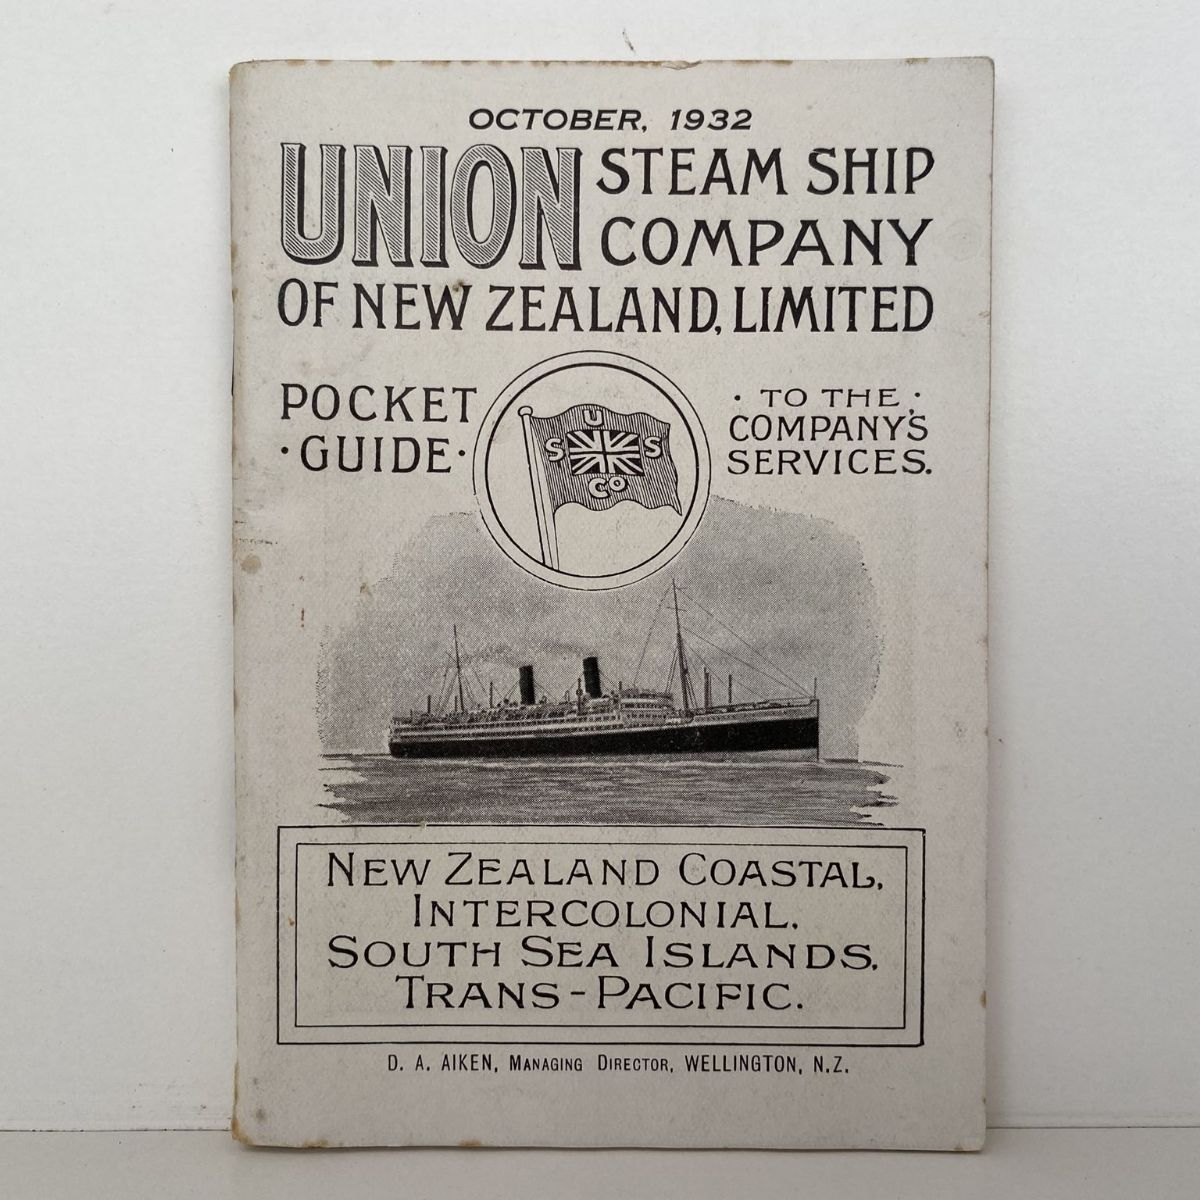 OCTOBER, 1932
UNION STEAM SHIP
COMPANY
OF NEW ZEALAND, LIMITED
POCKET
·GUIDE·
· TO THE ·
COMPANY'S
SERVICES.
U
S S
Co
NEW ZEALAND COASTAL,
INTERCOLONIAL,
SOUTH SEA ISLANDS,
TRANS-PACIFIC.
D. A. AIKEN, MANAGING DIRECTOR, WELLINGTON, N.Z.